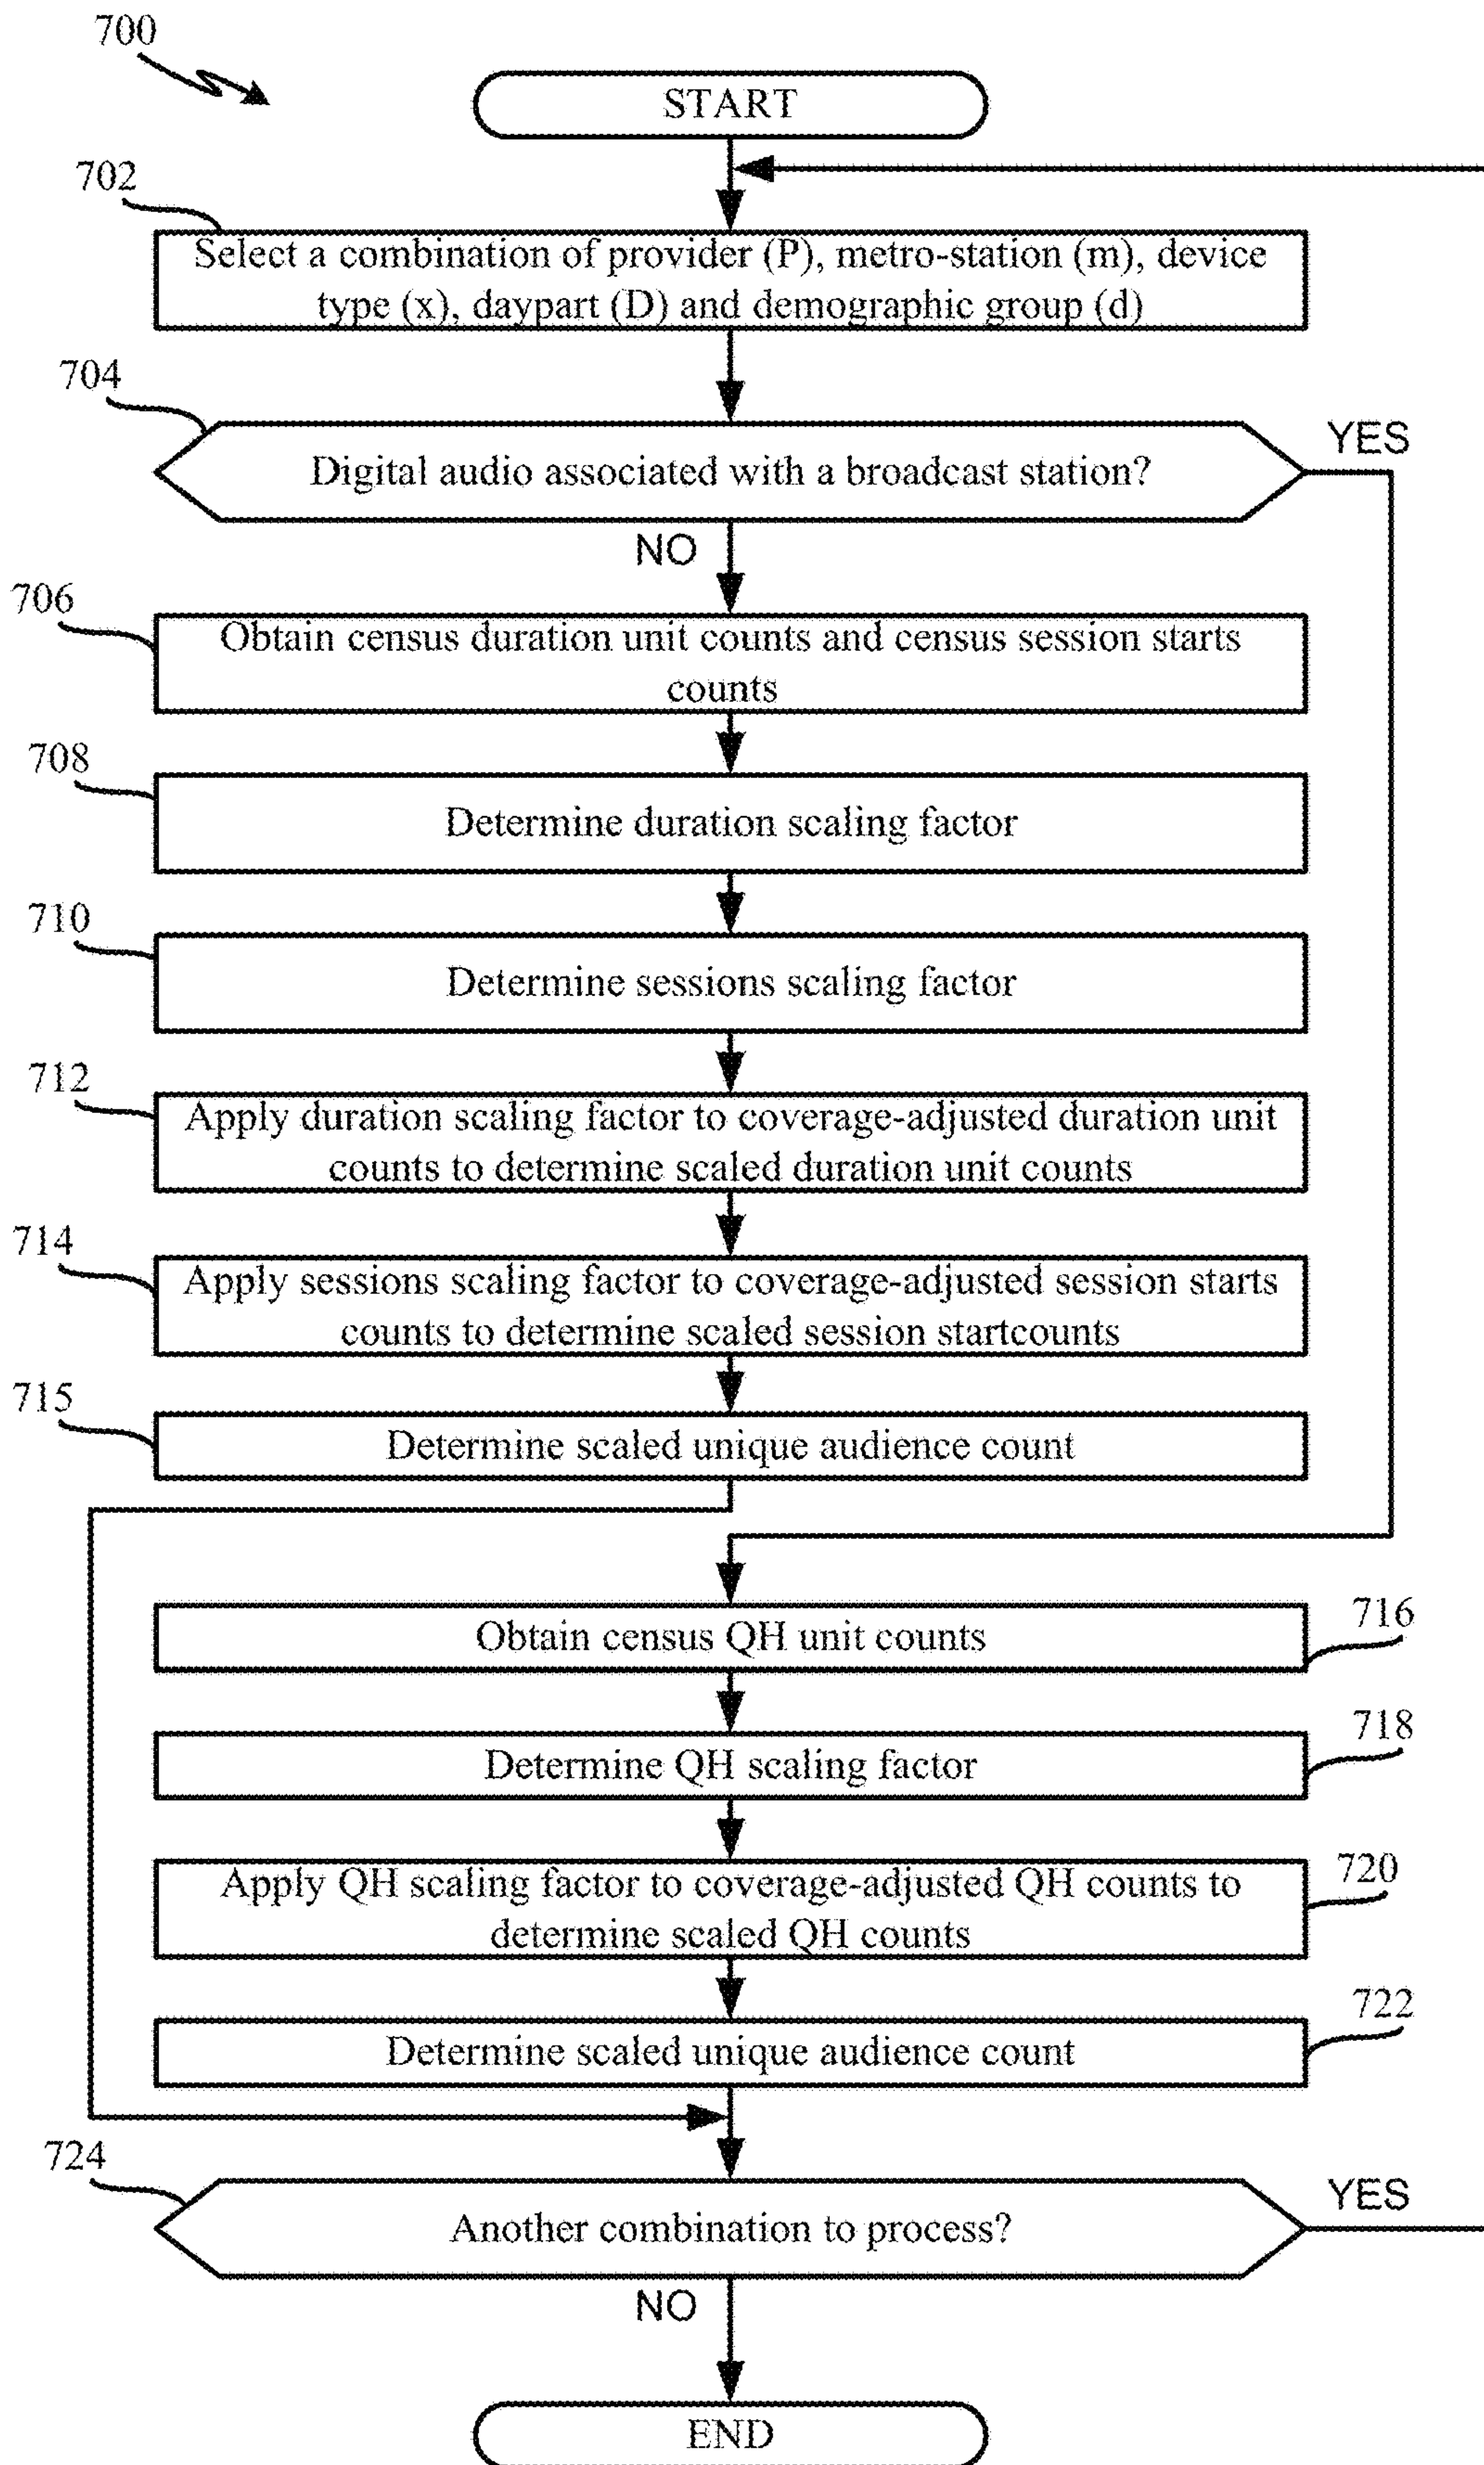 700
START
702
Select a combination of provider (P), metro-station (m), device
type (x), daypart (D) and demographic group (d)
704
YES
Digital audio associated with a broadcast station?
NO
706
Obtain census duration unit counts and census session starts
counts
708
Determine duration scaling factor
710
Determine sessions scaling factor
712
Apply duration scaling factor to coverage-adjusted duration unit
counts to determine scaled duration unit counts
714
Apply sessions scaling factor to coverage-adjusted session starts
counts to determine scaled session startcounts
715
Determine scaled unique audience count
716
Obtain census QH unit counts
718
Determine QH scaling factor
720
Apply QH scaling factor to coverage-adjusted QH counts to
determine scaled QH counts
722
Determine scaled unique audience count
724
YES
Another combination to process?
NO
END